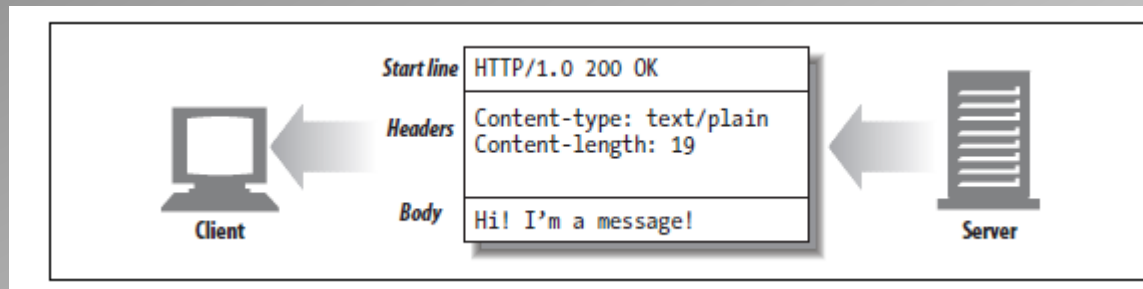 Start line HTTP/1.0 200 OK
Headers Content-type: text/plain
Content-length: 19
Body Hi! I'm a message!
Client
Server